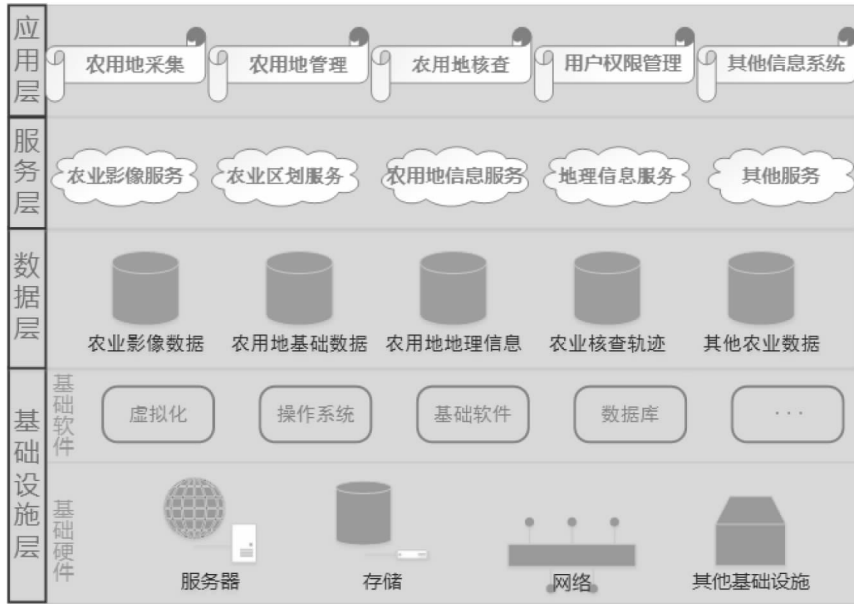 应用层
农用地采集
农用地管理
农用地核查
用户权限管理
其他信息系统
服务层
农业影像服务
农业区划服务
农用地信息服务
地理信息服务
其他服务
数据层
农业影像数据
农用地基础数据
农用地地理信息
农业核查轨迹
其他农业数据
基础设施层
基础软件
虚拟化
操作系统
基础软件
数据库
···
基础硬件
服务器
存储
网络
其他基础设施